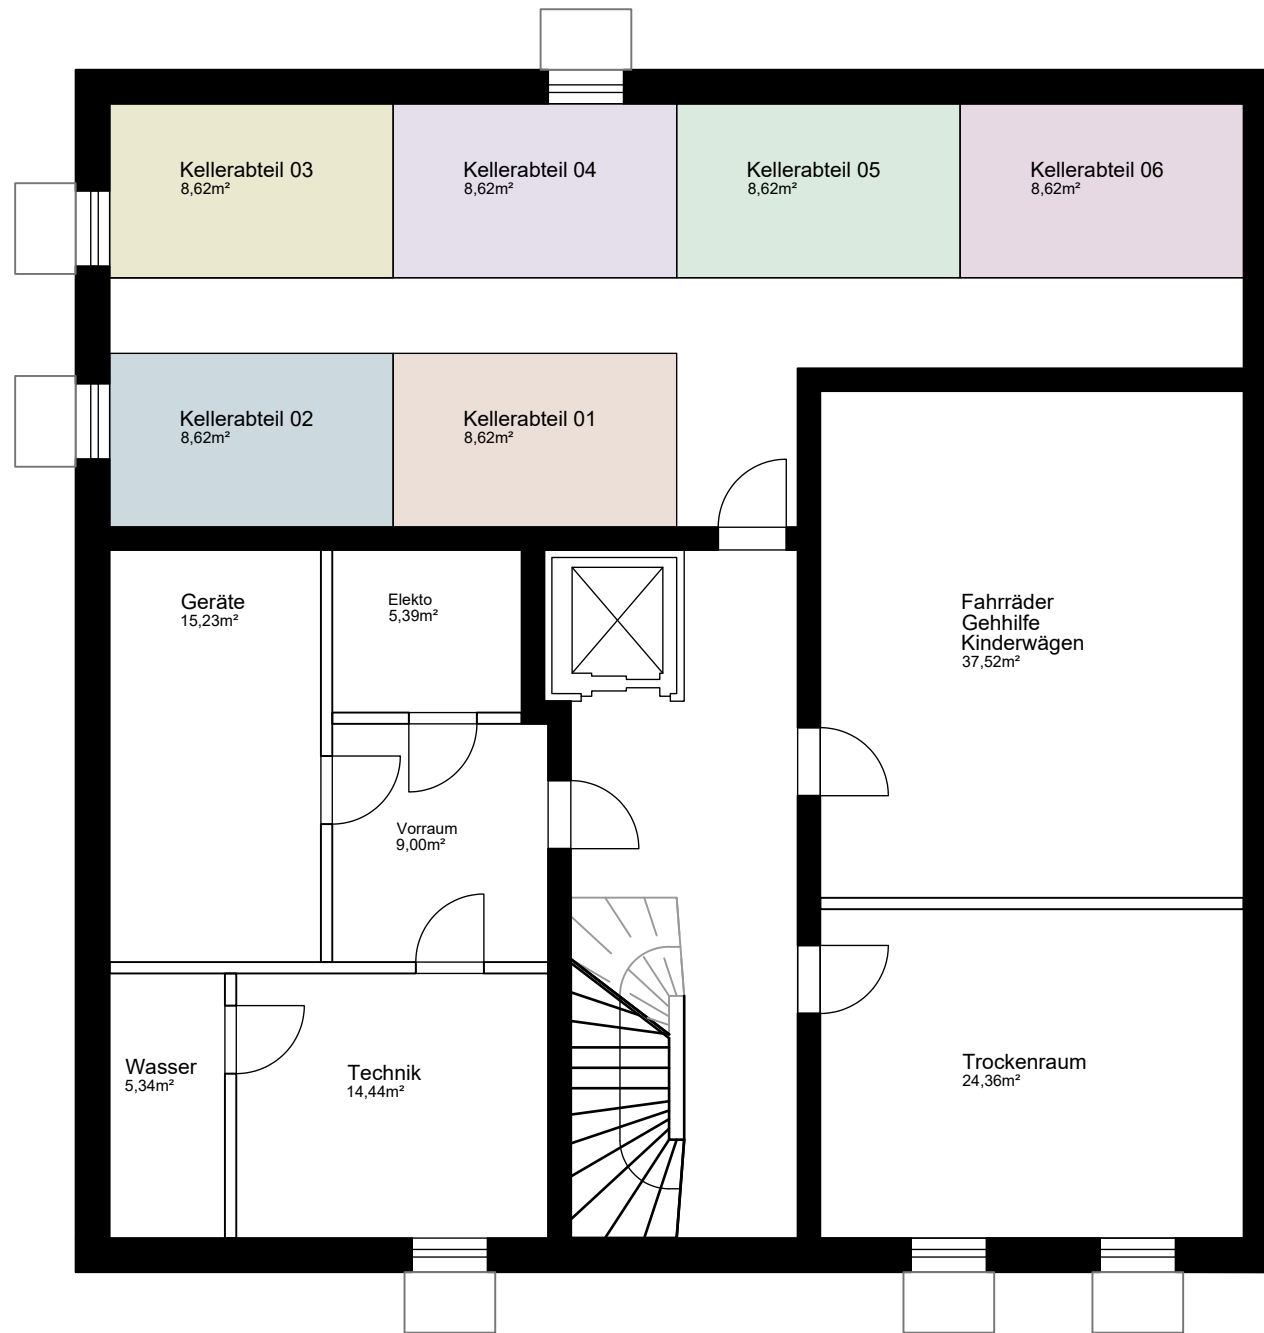 Kellerabteil 03
8,62m²
Kellerabteil 04
8,62m²
Kellerabteil 05
8,62m²
Kellerabteil 06
8,62m²
Kellerabteil 02
8,62m²
Kellerabteil 01
8,62m²
Geräte
15,23m²
Elekto
5,39m²
Fahrräder
Gehhilfe
Kinderwägen
37,52m²
Vorraum
9,00m²
Wasser
5,34m²
Technik
14,44m²
Trockenraum
24,36m²